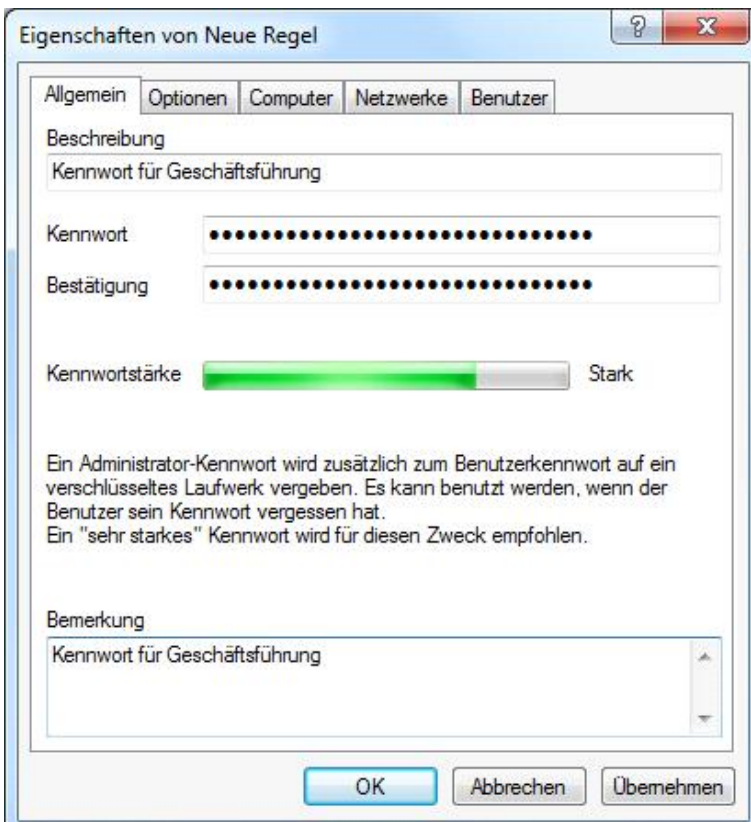 Eigenschaften von Neue Regel
Allgemein Optionen Computer Netzwerke Benutzer
Beschreibung
Kennwort für Geschäftsführung
Kennwort ●●●●●●●●●●●●●●●●●●●●●●●●●●●●●●
Bestätigung ●●●●●●●●●●●●●●●●●●●●●●●●●●●●●●
Kennwortstärke Stark
Ein Administrator-Kennwort wird zusätzlich zum Benutzerkennwort auf ein
verschlüsseltes Laufwerk vergeben. Es kann benutzt werden, wenn der
Benutzer sein Kennwort vergessen hat.
Ein "sehr starkes" Kennwort wird für diesen Zweck empfohlen.
Bemerkung
Kennwort für Geschäftsführung
OK Abbrechen Übernehmen